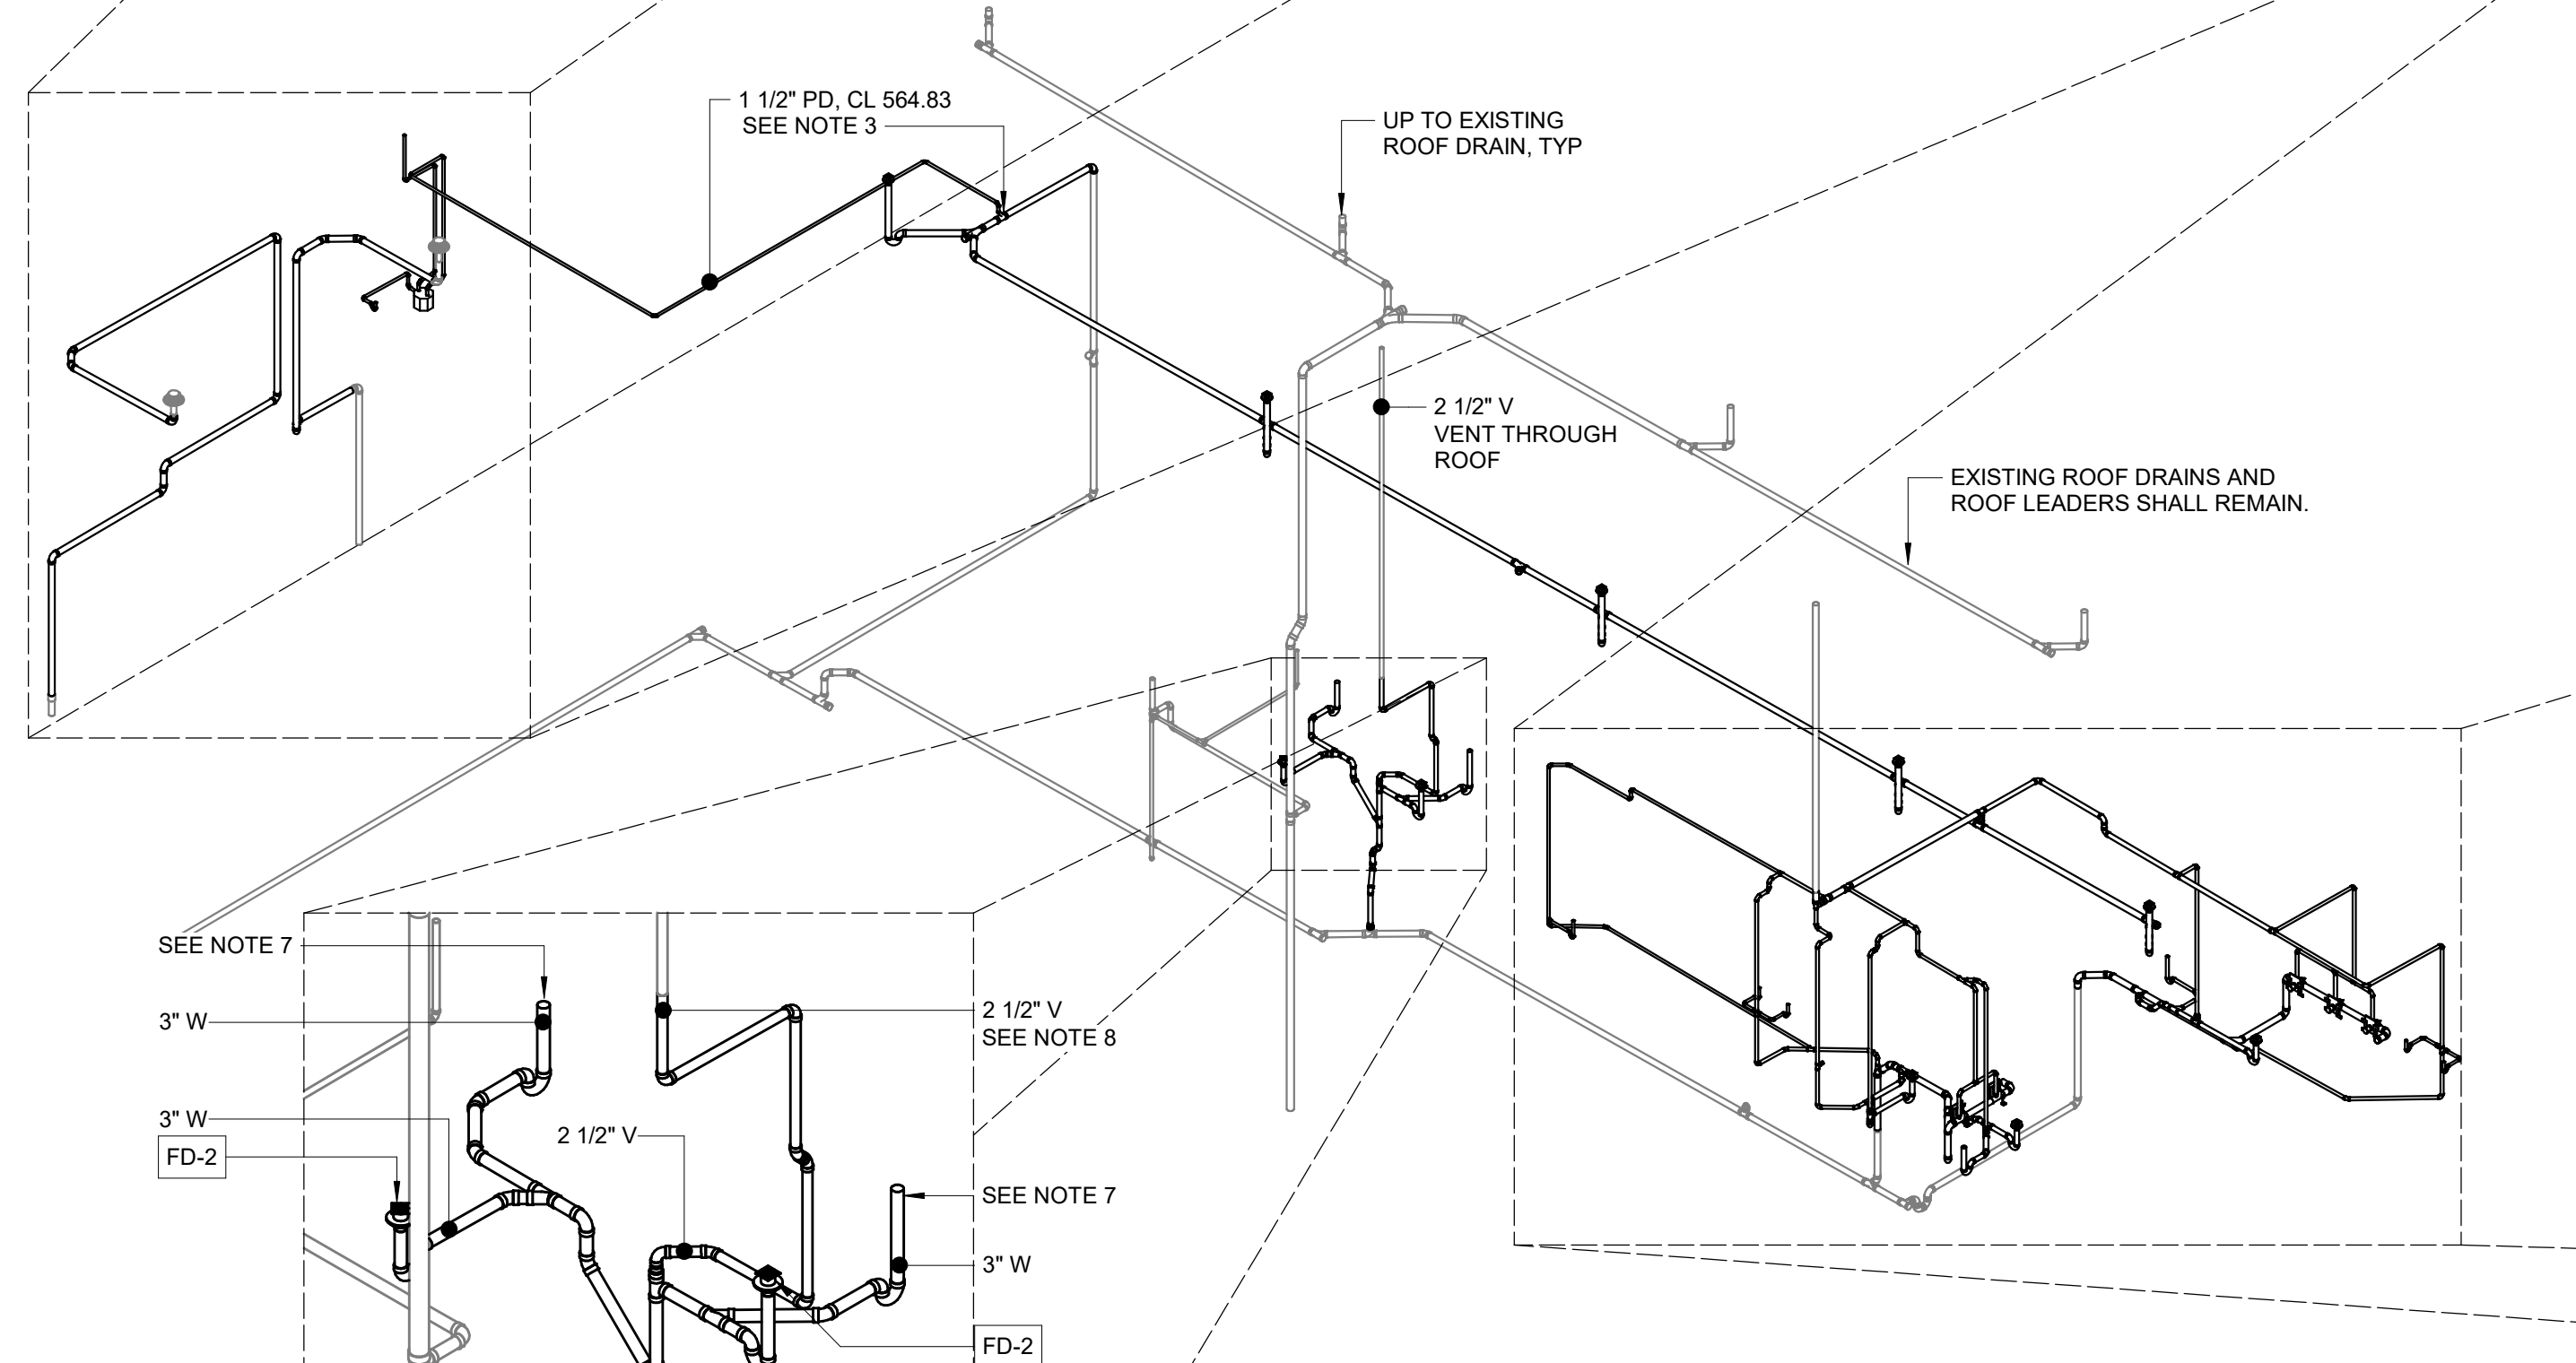 1 1/2" PD, CL 564.83
SEE NOTE 3
UP TO EXISTING
ROOF DRAIN, TYP
2 1/2" V
VENT THROUGH
ROOF
EXISTING ROOF DRAINS AND
ROOF LEADERS SHALL REMAIN.
SEE NOTE 7
3" W
3" W
FD-2
2 1/2" V
2 1/2" V
SEE NOTE 8
SEE NOTE 7
3" W
FD-2